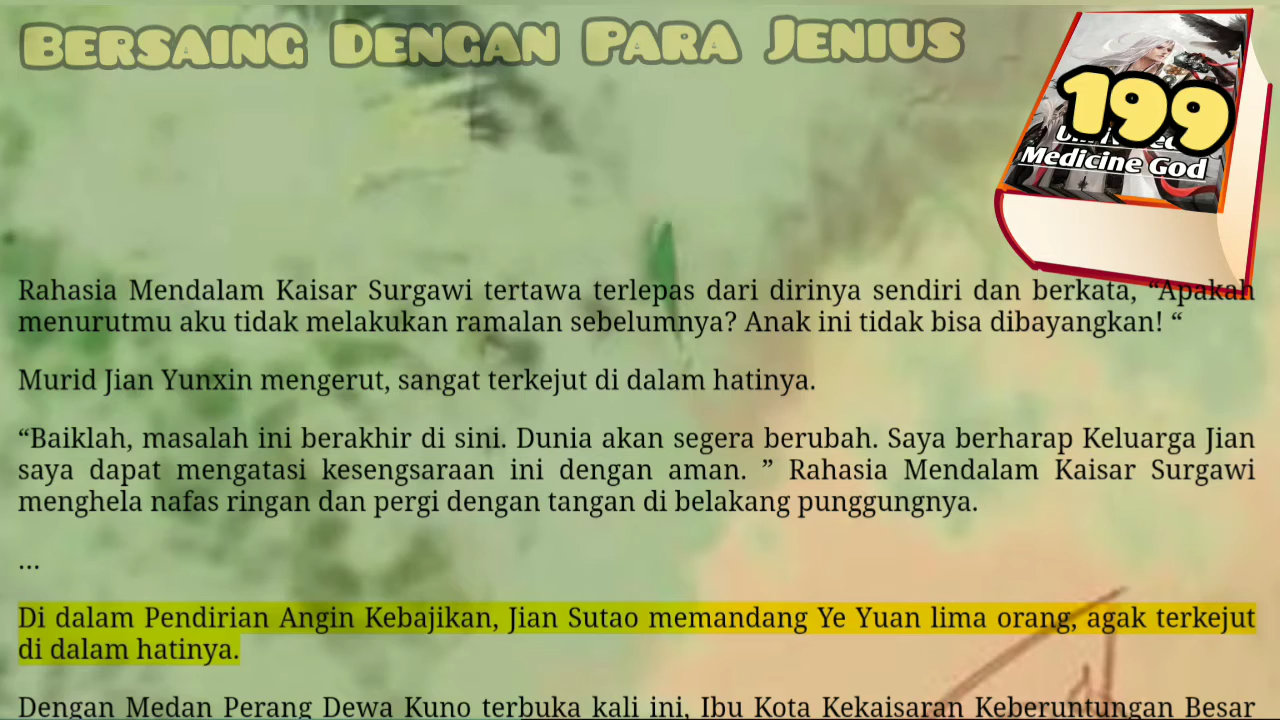 Bersaing Dengan Para Jenius
199
Medicine God
Rahasia Mendalam Kaisar Surgawi tertawa terlepas dari dirinya sendiri dan berkata, “Apakah
menurutmu aku tidak melakukan ramalan sebelumnya? Anak ini tidak bisa dibayangkan! “
Murid Jian Yunxin mengerut, sangat terkejut di dalam hatinya.
“Baiklah, masalah ini berakhir di sini. Dunia akan segera berubah. Saya berharap Keluarga Jian
saya dapat mengatasi kesengsaraan ini dengan aman. ” Rahasia Mendalam Kaisar Surgawi
menghela nafas ringan dan pergi dengan tangan di belakang punggungnya.
...
Di dalam Pendirian Angin Kebajikan, Jian Sutao memandang Ye Yuan lima orang, agak terkejut
di dalam hatinya.
Dengan Medan Perang Dewa Kuno terbuka kali ini, Ibu Kota Kekaisaran Keberuntungan Besar